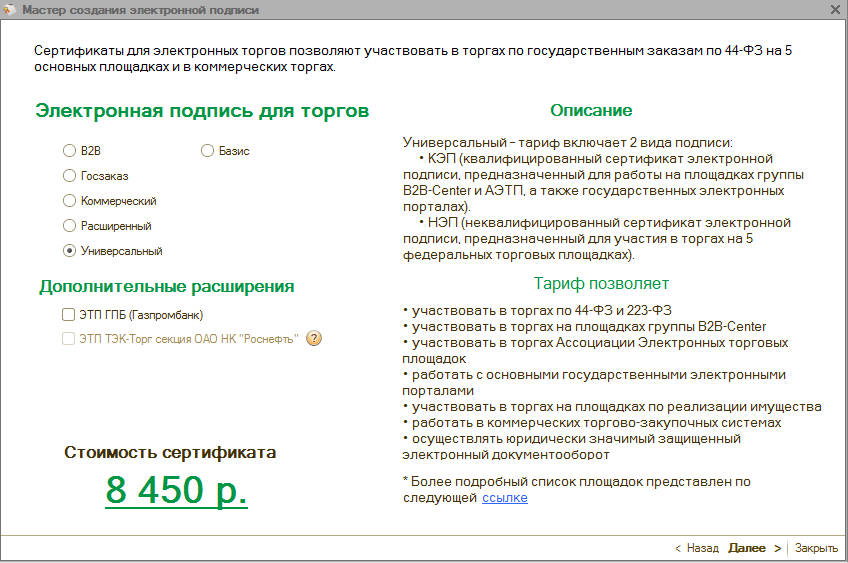 Мастер создания электронной подписи
Сертификаты для электронных торгов позволяют участвовать в торгах по государственным заказам по 44-ФЗ на 5
основных площадках и в коммерческих торгах.
Электронная подпись для торгов
B2B
Базис
Госзаказ
Коммерческий
Расширенный
Универсальный
Дополнительные расширения
ЭТП ГПБ (Газпромбанк)
ЭТП ТЭК-Торг секция ОАО НК "Роснефть" ?
Стоимость сертификата
8 450 р.
Описание
Универсальный – тариф включает 2 вида подписи:
• КЭП (квалифицированный сертификат электронной
подписи, предназначенный для работы на площадках группы
B2B-Center и АЭТП, а также государственных электронных
порталах).
• НЭП (неквалифицированный сертификат электронной
подписи, предназначенный для участия в торгах на 5
федеральных торговых площадках).
Тариф позволяет
• участвовать в торгах по 44-ФЗ и 223-ФЗ
• участвовать в торгах на площадках группы B2B-Center
• участвовать в торгах Ассоциации Электронных торговых
площадок
• работать с основными государственными электронными
порталами
• участвовать в торгах на площадках по реализации имущества
• работать в коммерческих торгово-закупочных системах
• осуществлять юридически значимый защищенный
электронный документооборот
* Более подробный список площадок представлен по
следующей ссылке
< Назад Далее > Закрыть